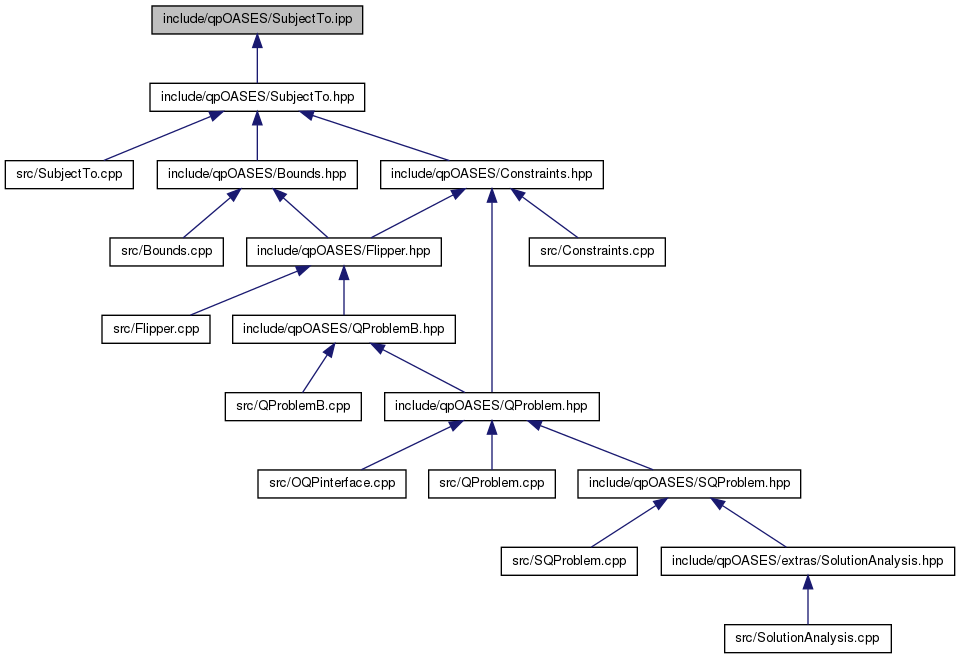 include/qpOASES/SubjectTo.ipp
include/qpOASES/SubjectTo.hpp
src/SubjectTo.cpp
include/qpOASES/Bounds.hpp
include/qpOASES/Constraints.hpp
src/Bounds.cpp
include/qpOASES/Flipper.hpp
src/Constraints.cpp
src/Flipper.cpp
include/qpOASES/QProblemB.hpp
src/QProblemB.cpp
include/qpOASES/QProblem.hpp
src/OQPinterface.cpp
src/QProblem.cpp
include/qpOASES/SQProblem.hpp
src/SQProblem.cpp
include/qpOASES/extras/SolutionAnalysis.hpp
src/SolutionAnalysis.cpp